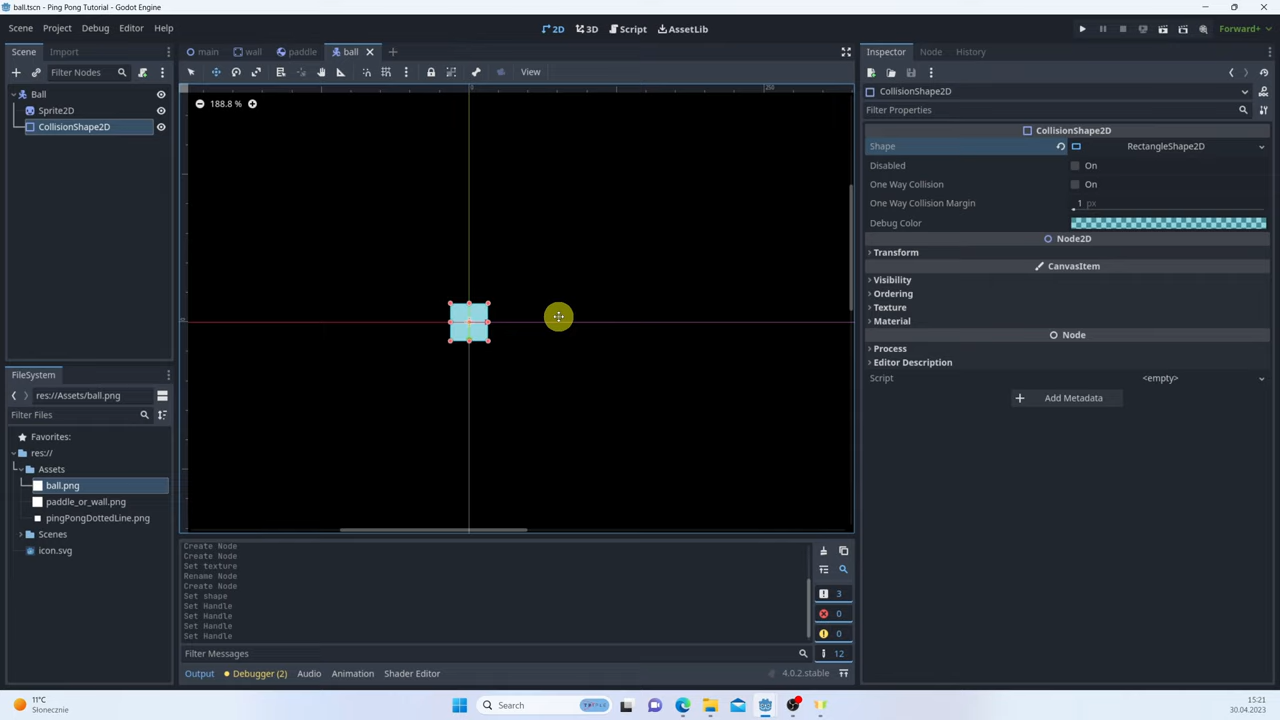 ball.tscn - Ping Pong Tutorial - Godot Engine
Scene Project Debug Editor Help
2D 3D Script AssetLib
Forward+
Scene Import
Filter Nodes
Ball
Sprite2D
CollisionShape2D
main wall paddle ball
View
188.8 %
0
250
0
FileSystem
res://Assets/ball.png
Filter Files
Favorites:
res://
Assets
ball.png
paddle_or_wall.png
pingPongDottedLine.png
Scenes
icon.svg
Create Node
Create Node
Set texture
Rename Node
Create Node
Set shape
Set Handle
Set Handle
Set Handle
Set Handle
3
0
0
12
Filter Messages
Output Debugger (2) Audio Animation Shader Editor
4.0.2.stable
Inspector Node History
CollisionShape2D
Filter Properties
CollisionShape2D
Shape RectangleShape2D
Disabled On
One Way Collision On
One Way Collision Margin 1 px
Debug Color
Node2D
Transform
CanvasItem
Visibility
Ordering
Texture
Material
Node
Process
Editor Description
Script <empty>
Add Metadata
11°C
Słonecznie
Search
15:21
30.04.2023